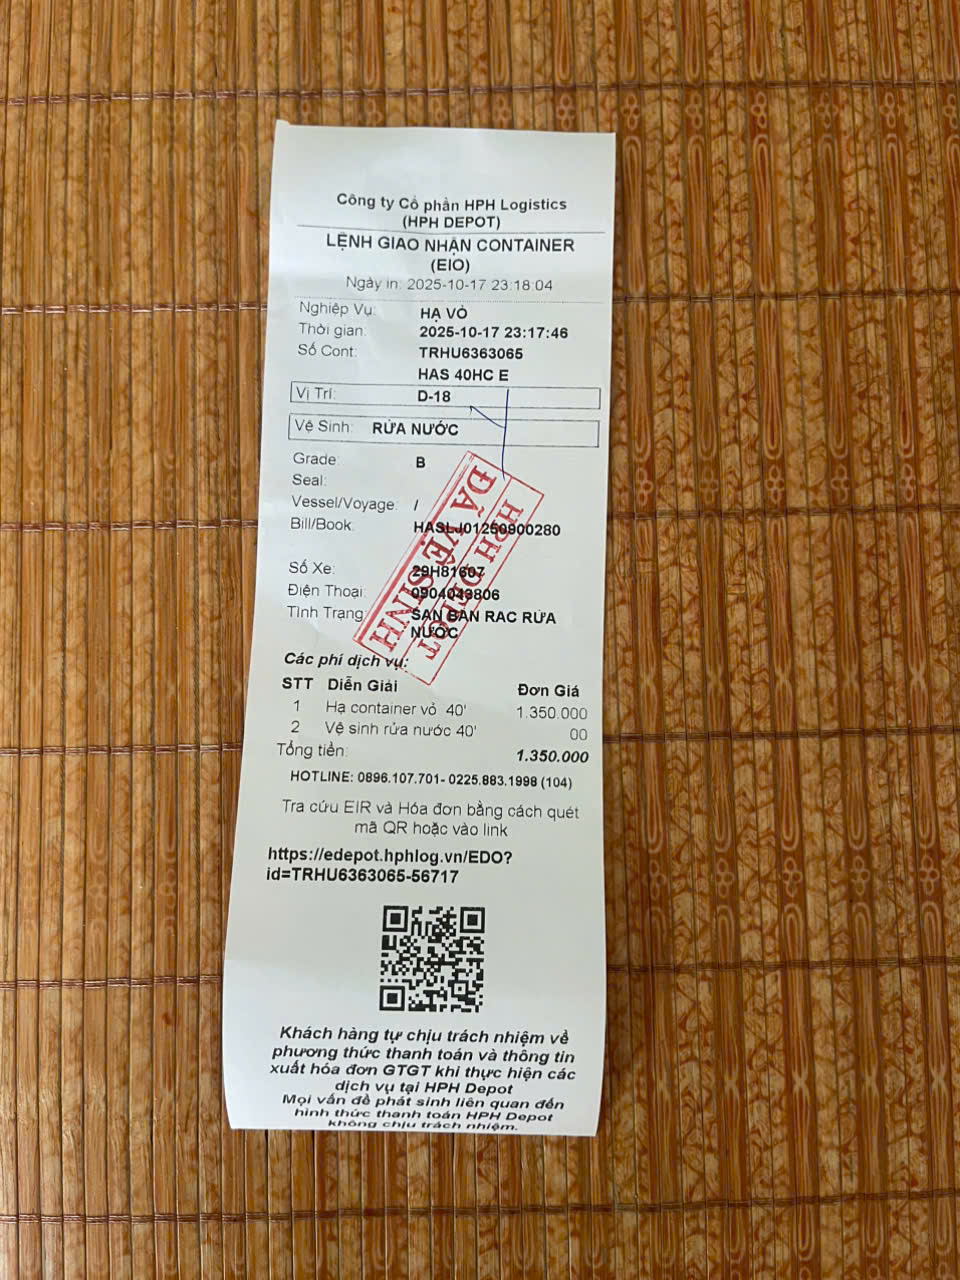 Công ty Cổ phần HPH Logistics
(HPH DEPOT)
LỆNH GIAO NHẬN CONTAINER
(EIO)
Ngày in: 2025-10-17 23:18:04
Nghiệp Vụ: HẠ VỎ
Thời gian: 2025-10-17 23:17:46
Số Cont: TRHU6363065
HAS 40HC E
Vị Trí: D-18
Vệ Sinh: RỬA NƯỚC
Grade: B
Seal:
Vessel/Voyage: /
Bill/Book: HASLJ01250900280
Số Xe: 29H81607
Điện Thoại: 0904043806
Tình Trạng: SAN BẨN RAC RỬA
NƯỚC
HPH DEPOT
ĐÃ VỆ SINH
Các phí dịch vụ:
STT Diễn Giải Đơn Giá
1 Hạ container vỏ 40' 1.350.000
2 Vệ sinh rửa nước 40' 00
Tổng tiền: 1.350.000
HOTLINE: 0896.107.701- 0225.883.1998 (104)
Tra cứu EIR và Hóa đơn bằng cách quét
mã QR hoặc vào link
https://edepot.hphlog.vn/EDO?
id=TRHU6363065-56717
Khách hàng tự chịu trách nhiệm về
phương thức thanh toán và thông tin
xuất hóa đơn GTGT khi thực hiện các
dịch vụ tại HPH Depot
Mọi vấn đề phát sinh liên quan đến
hình thức thanh toán HPH Depot
không chịu trách nhiệm.